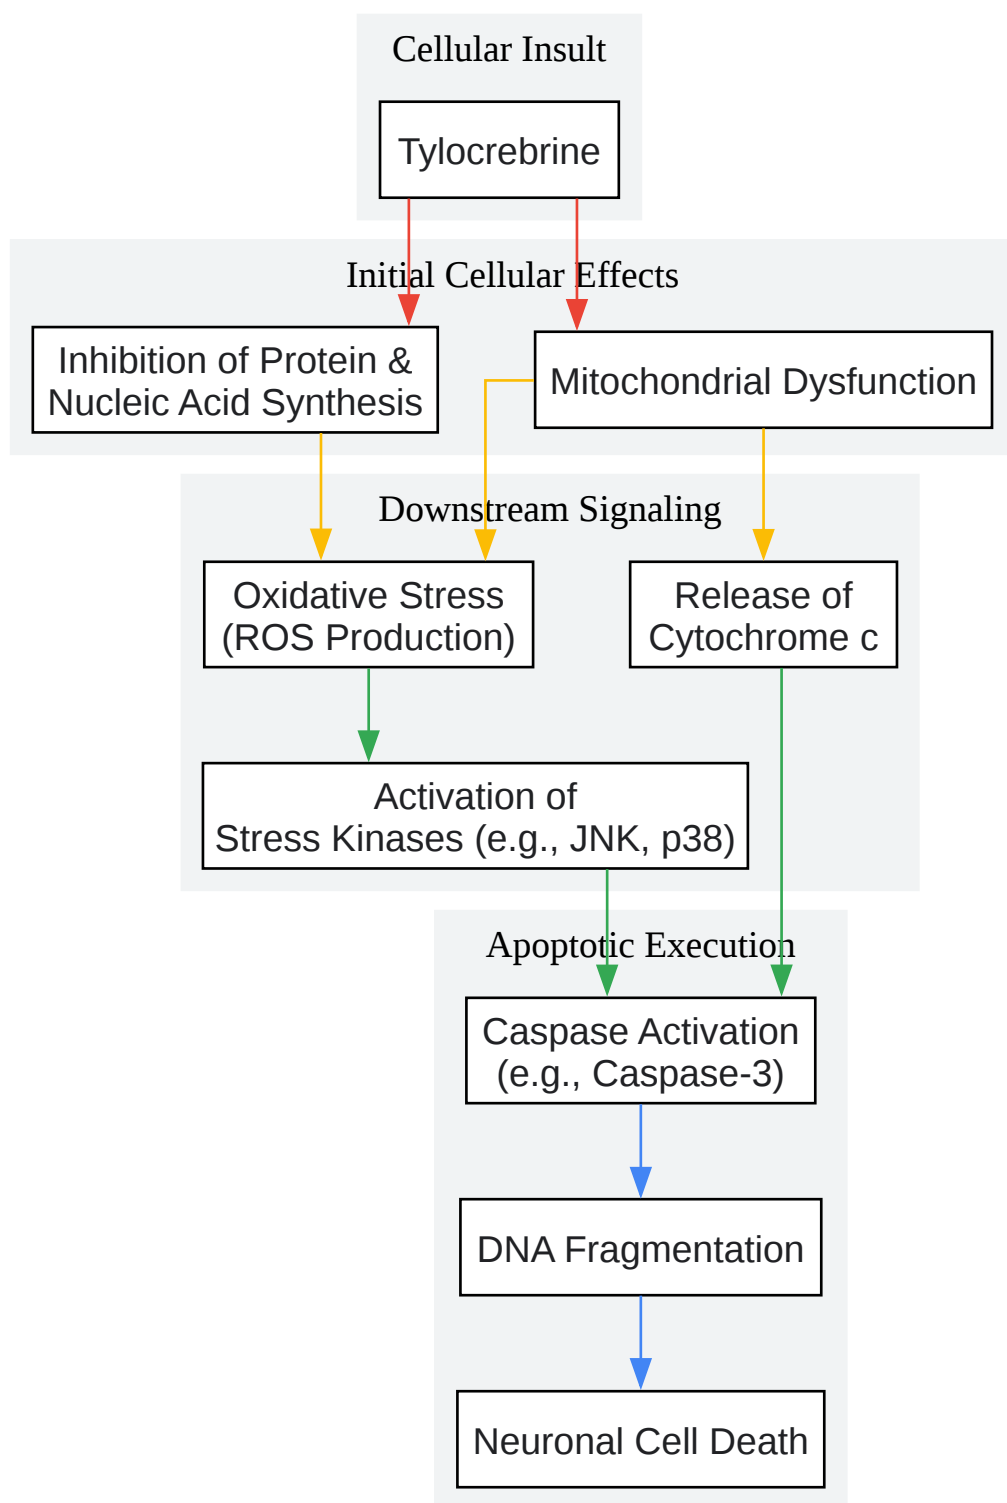 Cellular Insult
Tylocrebrine
Initial Cellular Effects
Inhibition of Protein &
Nucleic Acid Synthesis
Mitochondrial Dysfunction
Downstream Signaling
Oxidative Stress
(ROS Production)
Release of
Cytochrome c
Activation of
Stress Kinases (e.g., JNK, p38)
Apoptotic Execution
Caspase Activation
(e.g., Caspase-3)
DNA Fragmentation
Neuronal Cell Death